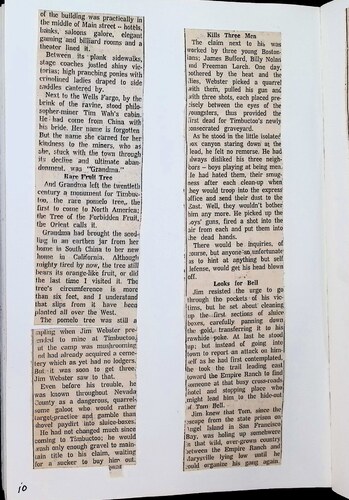 of the building was practically in
the middle of Main street -- hotels,
banks, saloons galore, elegant
gaming and billiard rooms and a
theater lined it.
Between its plank sidewalks,
stage coaches jostled shiny vic-
torias; high pranching ponies with
crinolined ladies draped to side
saddles cantered by.
Next to the Wells Fargo, by the
brink of the ravine, stood phil-
sopher-miner Tim Wah's cabin.
He had come from China with
his bride. Her name is forgotten
But the name she earned for her
kindness to the miners, who as
she, stuck with the town through
its decline and ultimate aban-
donment, was "Grandma."
Rare Fruit Tree
And Grandma left the twentieth
century a monument for Timbuc-
too, the rare pomelo tree, the
first to come to North America;
the Tree of the Forbidden Fruit,
the Orient calls it.
Grandma had brought the seed-
ling in an earthen jar from her
home in South China to her new
home in California. Although
mighty tired by now, the tree still
bears its orange-like fruit, or did
the last time I visited it. The
tree's circumference is more
than six feet, and I understand
that slips from it have been
planted all over the West.
The pomelo tree was still a
sapling when Jim Webster pre-
tended to mine at Timbuctoo.
But the camp was mushrooming
and had already acquired a ceme-
tery which as yet had no lodgers.
But it was soon to get three;
Jim Webster saw to that.
Even before his trouble, he
was known throughout Nevada
County as a dangerous, quarrel-
some galoot who would rather
target-practice and gamble than
shovel paydirt into sluice-boxes.
He had not changed much since
coming to Timbuctoo; he would
wash only enough gravel to main-
tain title to his claim, waiting
for a sucker to buy him out.
Kills Three Men
The claim next to his was
worked by three young Bostion-
ians; James Bufford, Billy Nolan
and Freeman Larch. One day,
bothered by the heat and the
flies, Webster picked a quarrel
with them, pulled his gun and
with three shots, each placed pre-
cisely between the eyes of the
youngsters, thus provided the
first dead for Timbuctoo's newly
consecrated graveyard.
As he stood in the little isolated
box canyon staring down at the
dead, he felt no remorse. He had
always disliked his three neigh-
bors -- boys playing at being men.
He had hated them, their smug-
ness after each clean-up when
they would troop into the express
office and send their dust to the
East. Well, they wouldn't bother
him any more. He picked up the
boys' guns, fired a shot into the
air from each and put them into
the dead hands.
There would be inquiries, of
course, but anyone unfortunate
as to hint at anything but self
defense, would get his head blown
off.
Looks for Bell
Jim resisted the urge to go
through the pockets of his vic-
tims, but he set about cleaning
up the first sections of sluice
boxes, carefully panning down
the gold, transferring it to his
rawhide poke. At last he stood
up; but instead of going into
town to report an attack on him-
self as he had first contemplated,
he took the trail leading east
toward the Empire Ranch to find
someone at that busy cross-roads
hotel and stopping place who
might lead him to the hide-out
of Tom Bell.
Jim knew that Tom, since the
escape from the state prison on
Angel Island in San Francisco
Bay, was holing up somewhere
in that wild, over-grown country
between the Empire Ranch and
Marysville lying low until he
could organize his gang again.
10